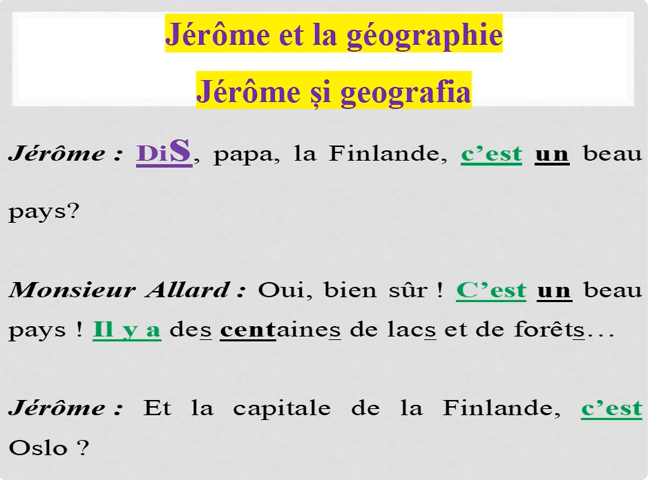 Jérôme et la géographie
Jérôme și geografia
Jérôme : DiS, papa, la Finlande, c’est un beau
pays?
Monsieur Allard : Oui, bien sûr ! C’est un beau
pays ! Il y a des centaines de lacs et de forêts…
Jérôme : Et la capitale de la Finlande, c’est
Oslo ?